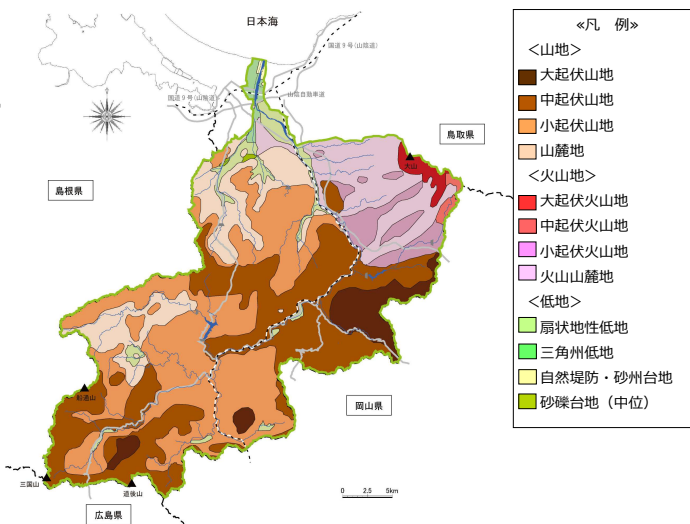 日本海
国道9号(山陰道)
国道9号(山陰道)
山陰自動車道
鳥取県
大山
島根県
船通山
岡山県
三国山
道後山
広島県
0 2.5 5km
≪凡 例≫
<山地>
大起伏山地
中起伏山地
小起伏山地
山麓地
<火山地>
大起伏火山地
中起伏火山地
小起伏火山地
火山山麓地
<低地>
扇状地性低地
三角州低地
自然堤防・砂州台地
砂礫台地（中位）